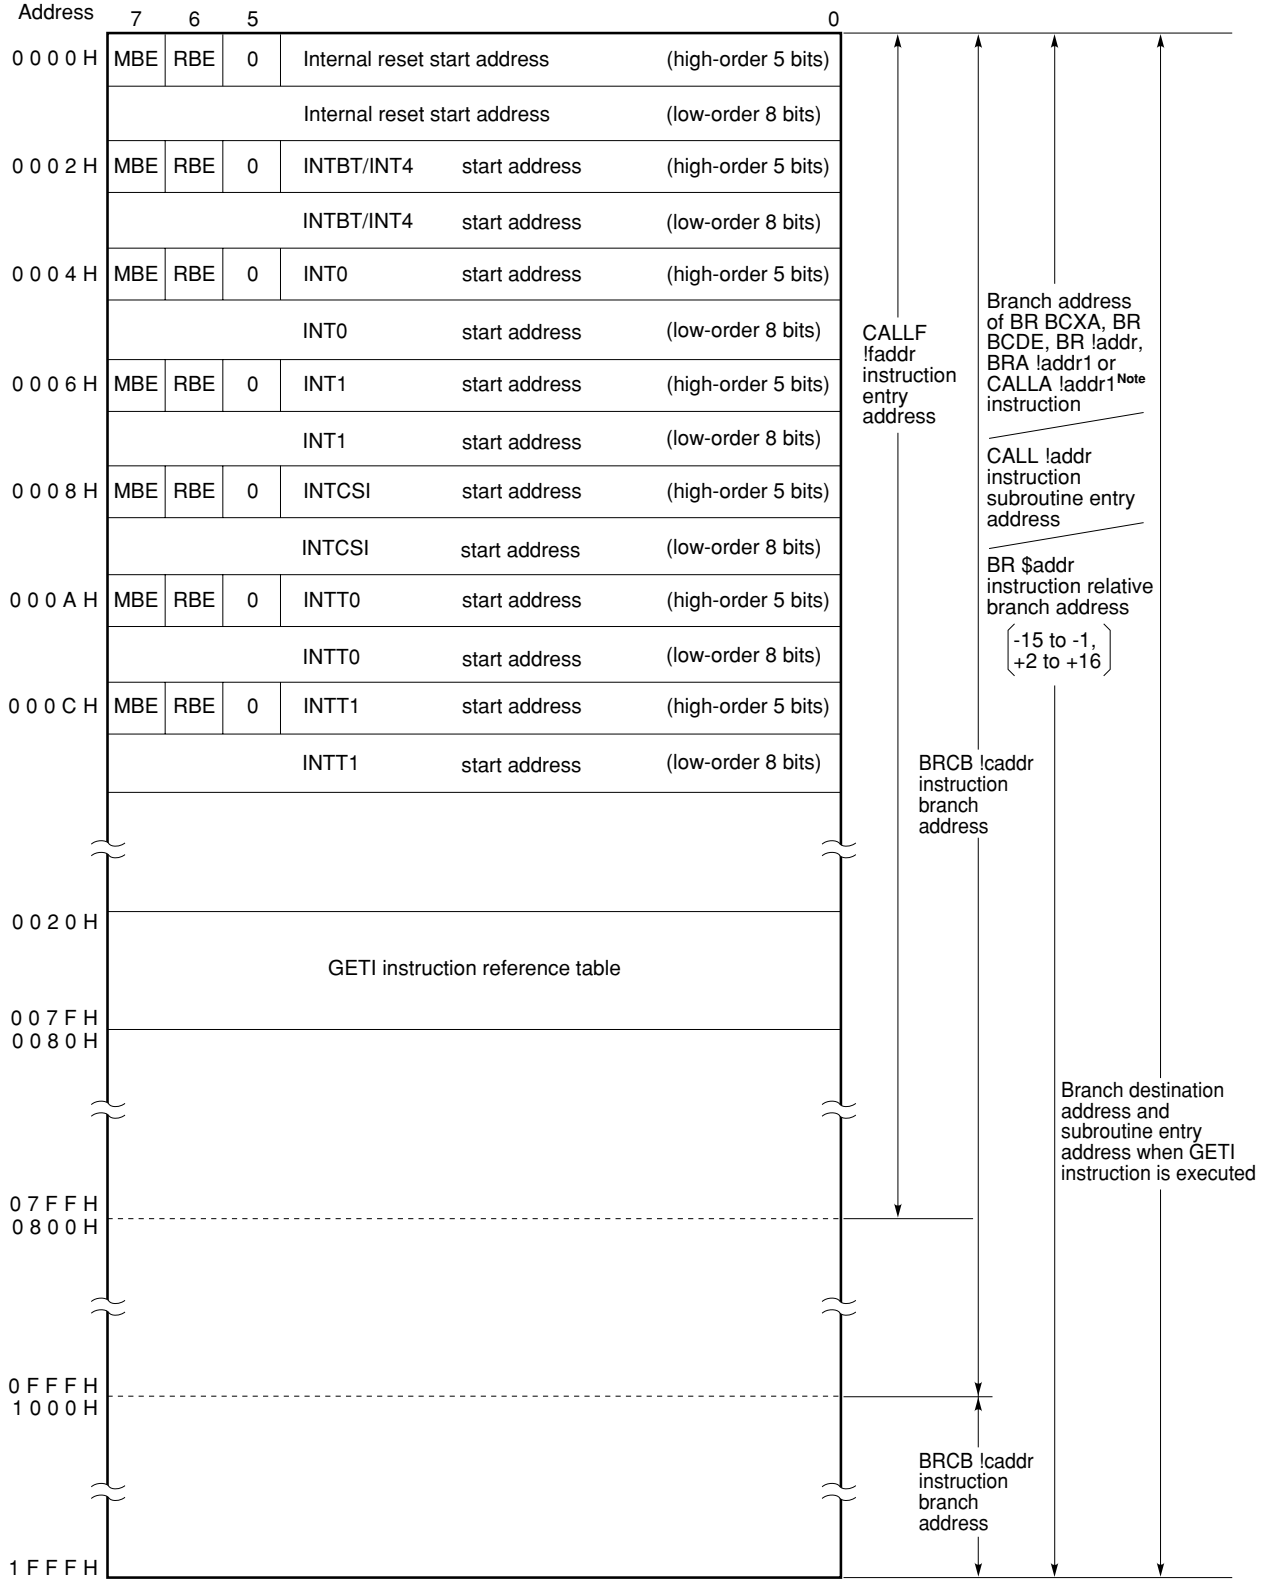 Address 7 6 5 0
0000H MBE RBE 0 Internal reset start address (high-order 5 bits)
Internal reset start address (low-order 8 bits)
0002H MBE RBE 0 INTBT/INT4 start address (high-order 5 bits)
INTBT/INT4 start address (low-order 8 bits)
0004H MBE RBE 0 INT0 start address (high-order 5 bits)
INT0 start address (low-order 8 bits)
0006H MBE RBE 0 INT1 start address (high-order 5 bits)
INT1 start address (low-order 8 bits)
0008H MBE RBE 0 INTCSI start address (high-order 5 bits)
INTCSI start address (low-order 8 bits)
000AH MBE RBE 0 INTT0 start address (high-order 5 bits)
INTT0 start address (low-order 8 bits)
000CH MBE RBE 0 INTT1 start address (high-order 5 bits)
INTT1 start address (low-order 8 bits)
0020H
GETI instruction reference table
007FH
0080H
07FFH
0800H
0FFFH
1000H
1FFFH
CALLF
!faddr
instruction
entry
address
Branch address
of BR BCXA, BR
BCDE, BR !addr,
BRA !addr1 or
CALLA !addr1Note
instruction
CALL !addr
instruction
subroutine entry
address
BR $addr
instruction relative
branch address
-15 to -1,
+2 to +16
BRCB !caddr
instruction
branch
address
Branch destination
address and
subroutine entry
address when GETI
instruction is executed
BRCB !caddr
instruction
branch
address